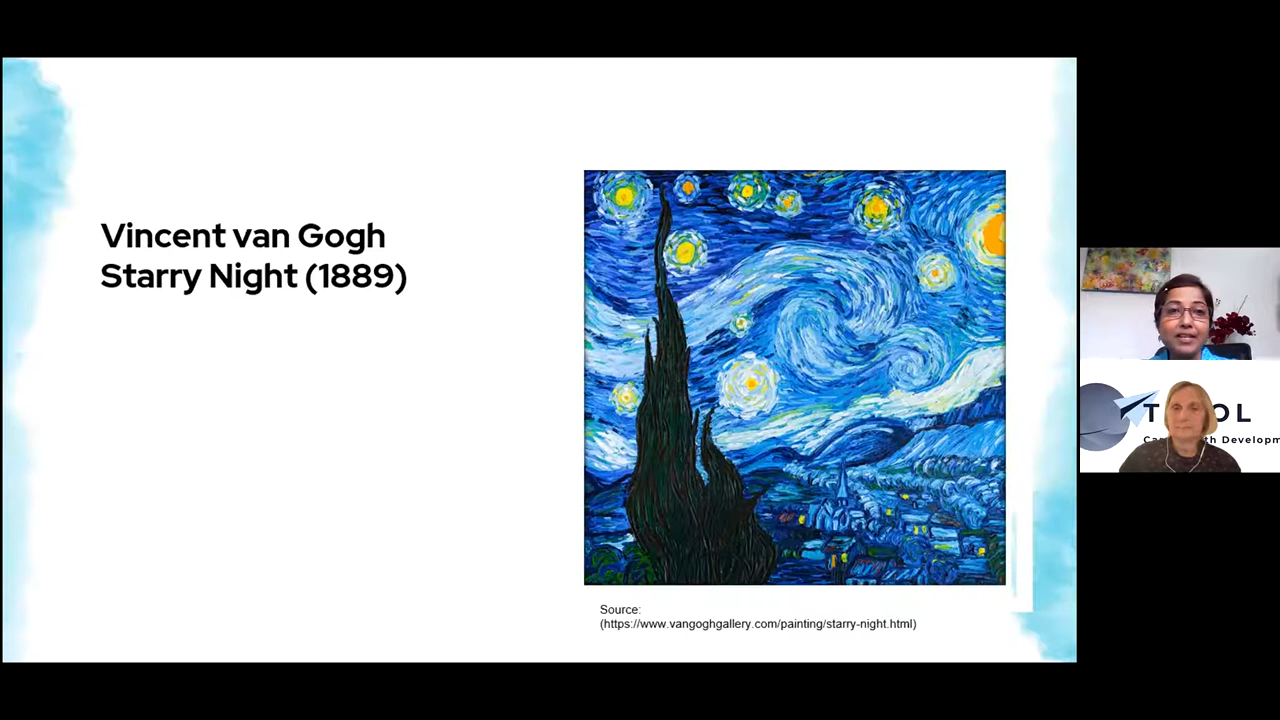 Vincent van Gogh
Starry Night (1889)
Source:
(https://www.vangoghgallery.com/painting/starry-night.html)